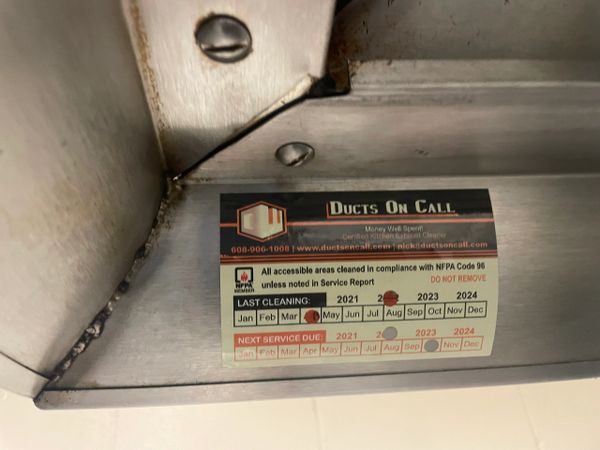 DUCTS ON CALL
Money Well Spent!
Certified Kitchen Exhaust Cleaner
608-906-1008 | www.ductsoncall.com | nick@ductsoncall.com
NFPA
MEMBER
All accessible areas cleaned in compliance with NFPA Code 96
unless noted in Service Report
DO NOT REMOVE
LAST CLEANING: 2021 2023 2024
Jan Feb Mar May Jun Jul Aug Sep Oct Nov Dec
NEXT SERVICE DUE: 2021 2023 2024
Jan Feb Mar Apr May Jun Jul Aug Sep Nov Dec